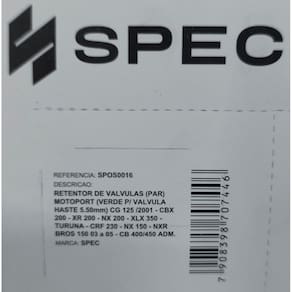 SPEC
REFERENCIA: SPOS0016
DESCRICAO:
RETENTOR DE VALVULAS (PAR)
MOTOPORT (VERDE P/ VALVULA
HASTE 5.50mm) CG 125 /2001 - CBX
200 - XR 200 - NX 200 - XLX 350 -
TURUNA - CRF 230 - NX 150 - NXR
BROS 150 03 a 05 - CB 400/450 ADM.
MARCA: SPEC
7908398707446